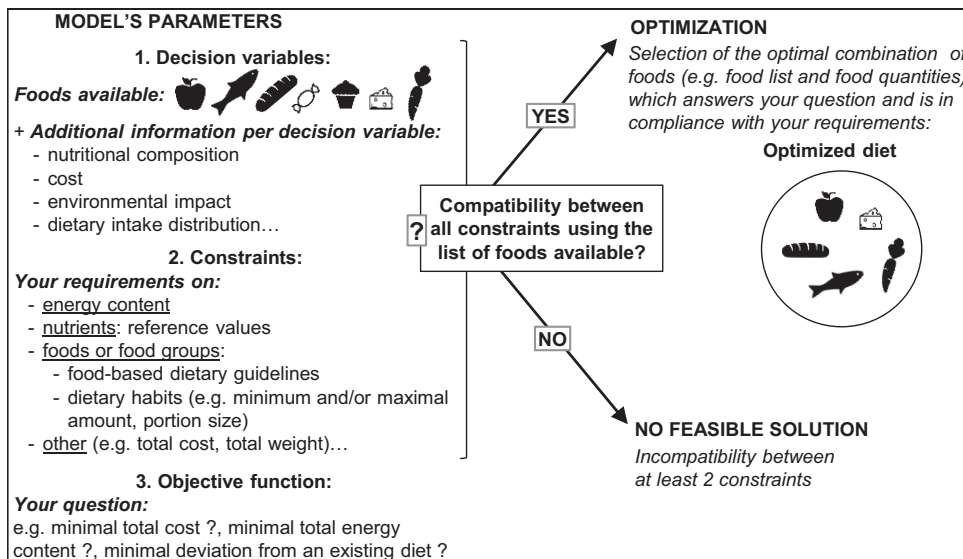 MODEL'S PARAMETERS
1. Decision variables:
Foods available:
+ Additional information per decision variable:
- nutritional composition
- cost
- environmental impact
- dietary intake distribution…
2. Constraints:
Your requirements on:
- energy content
- nutrients: reference values
- foods or food groups:
- food-based dietary guidelines
- dietary habits (e.g. minimum and/or maximal
amount, portion size)
- other (e.g. total cost, total weight)…
3. Objective function:
Your question:
e.g. minimal total cost ?, minimal total energy
content ?, minimal deviation from an existing diet ?
?
Compatibility between
all constraints using the
list of foods available?
YES
NO
OPTIMIZATION
Selection of the optimal combination of
foods (e.g. food list and food quantities)
which answers your question and is in
compliance with your requirements:
Optimized diet
NO FEASIBLE SOLUTION
Incompatibility between
at least 2 constraints